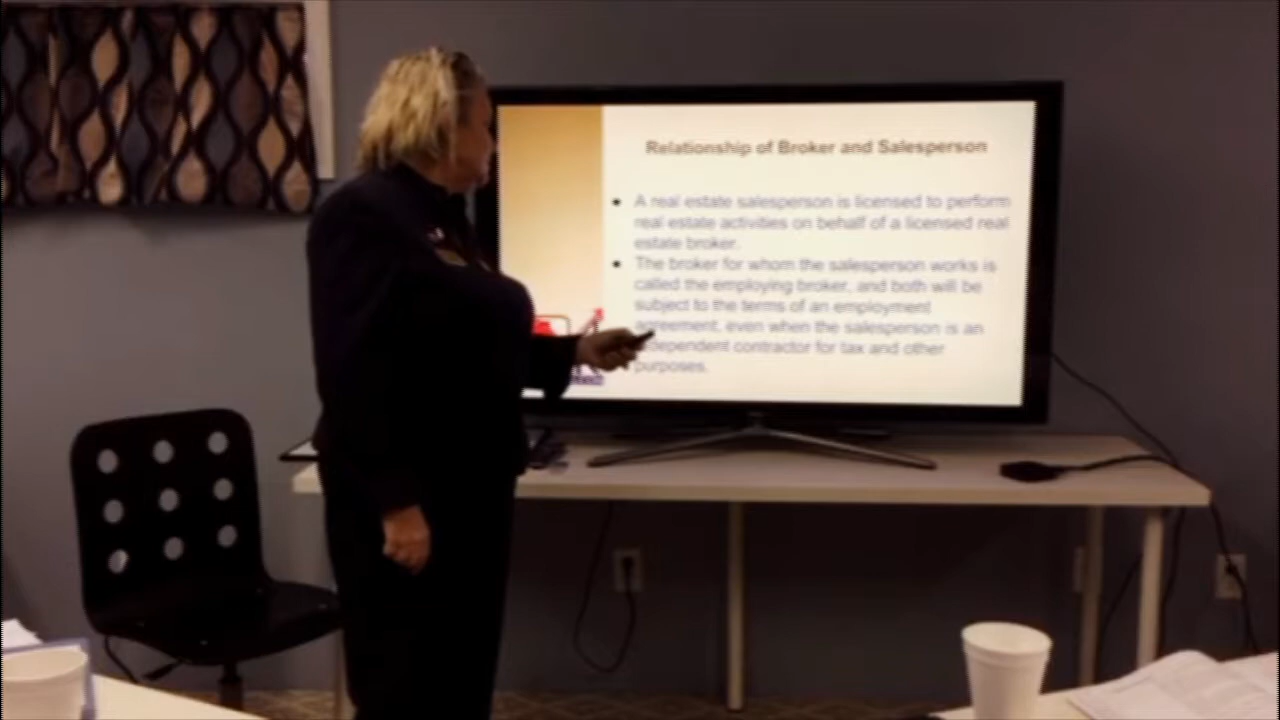 Relationship of Broker and Salesperson
• A real estate salesperson is licensed to perform
real estate activities on behalf of a licensed real
estate broker.
• The broker for whom the salesperson works is
called the employing broker, and both will be
subject to the terms of an employment
agreement, even when the salesperson is an
independent contractor for tax and other
purposes.